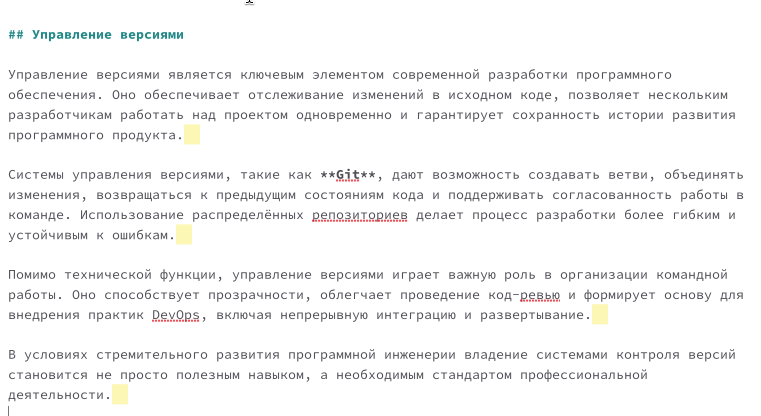 ## Управление версиями
Управление версиями является ключевым элементом современной разработки программного
обеспечения. Оно обеспечивает отслеживание изменений в исходном коде, позволяет нескольким
разработчикам работать над проектом одновременно и гарантирует сохранность истории развития
программного продукта.
Системы управления версиями, такие как **Git**, дают возможность создавать ветви, объединять
изменения, возвращаться к предыдущим состояниям кода и поддерживать согласованность работы в
команде. Использование распределённых репозиториев делает процесс разработки более гибким и
устойчивым к ошибкам.
Помимо технической функции, управление версиями играет важную роль в организации командной
работы. Оно способствует прозрачности, облегчает проведение код-ревью и формирует основу для
внедрения практик DevOps, включая непрерывную интеграцию и развертывание.
В условиях стремительного развития программной инженерии владение системами контроля версий
становится не просто полезным навыком, а необходимым стандартом профессиональной
деятельности.